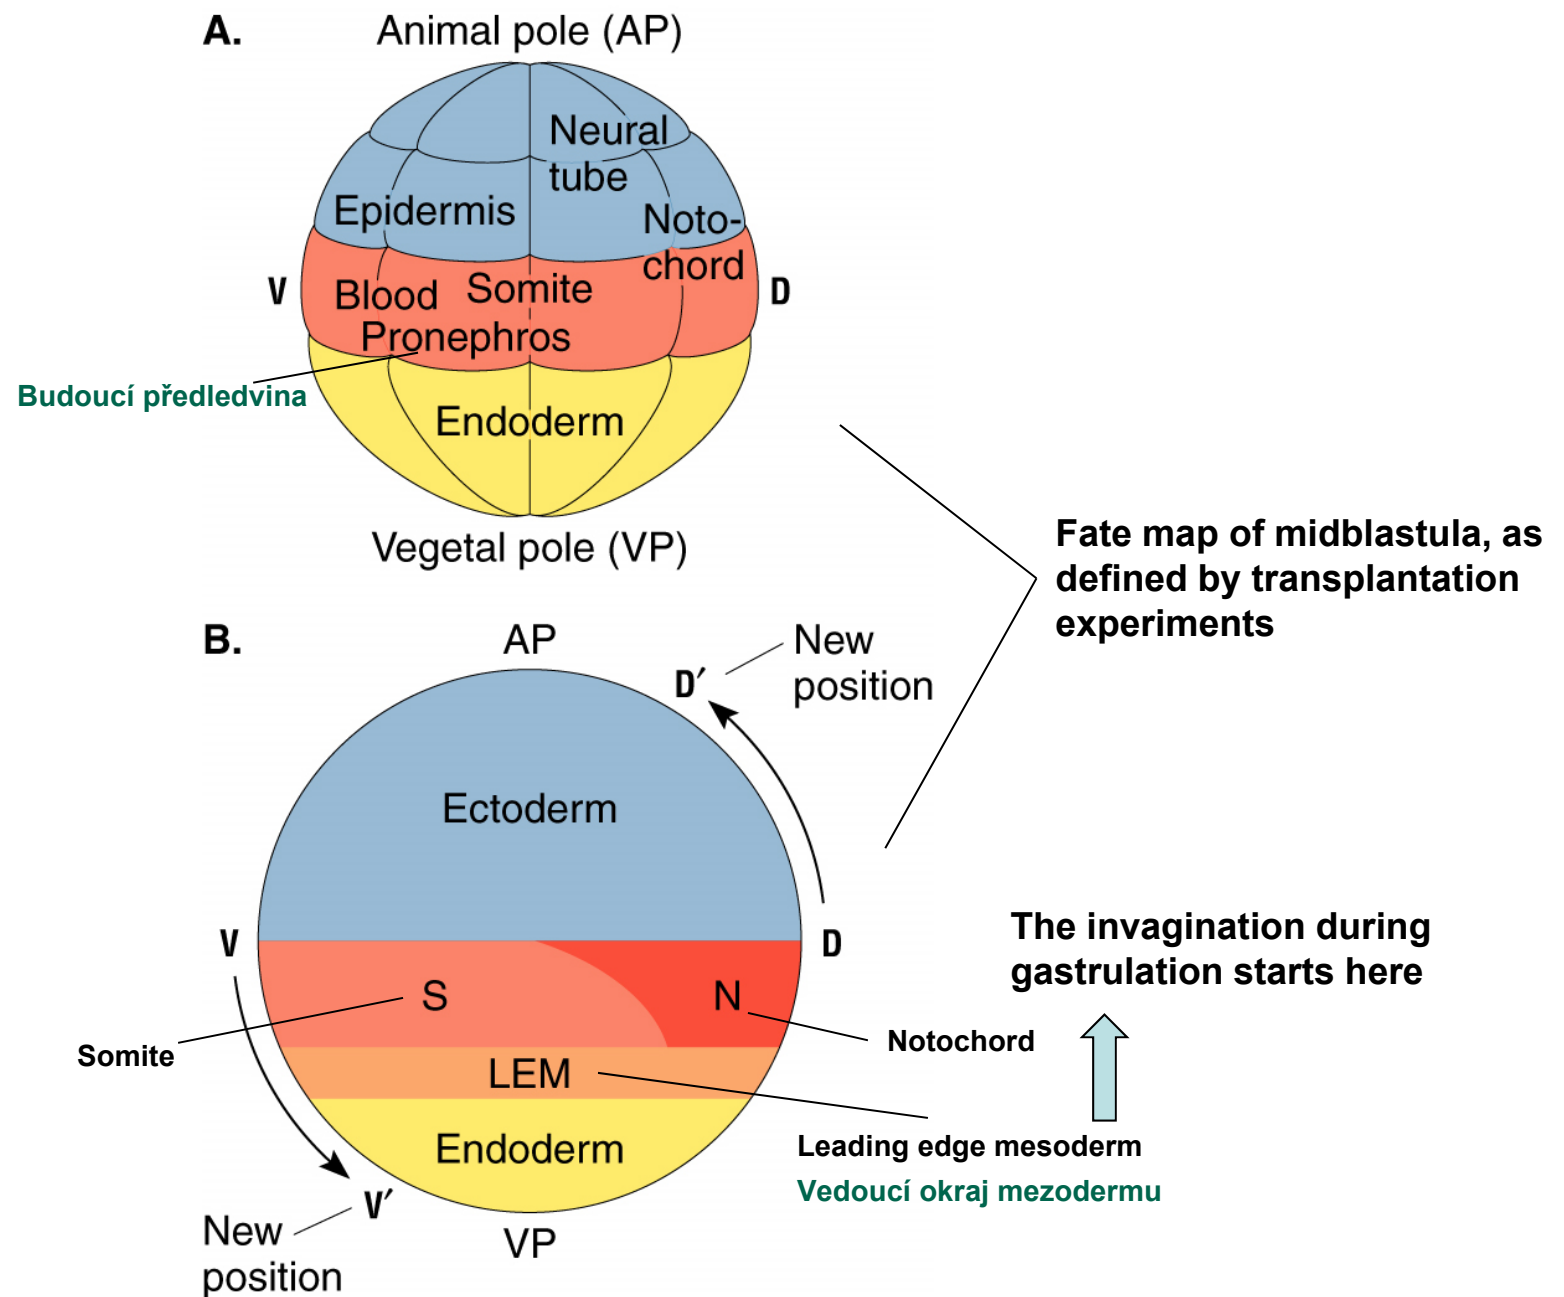 A.
Animal pole (AP)
Neural
tube
Epidermis
Noto-
chord
V
Blood
Somite
D
Pronephros
Budoucí předledvina
Endoderm
Vegetal pole (VP)
Fate map of midblastula, as
defined by transplantation
experiments
B.
AP
New
position
D′
Ectoderm
V
D
The invagination during
gastrulation starts here
S
N
Somite
Notochord
LEM
Endoderm
Leading edge mesoderm
Vedoucí okraj mezodermu
V′
New
position
VP